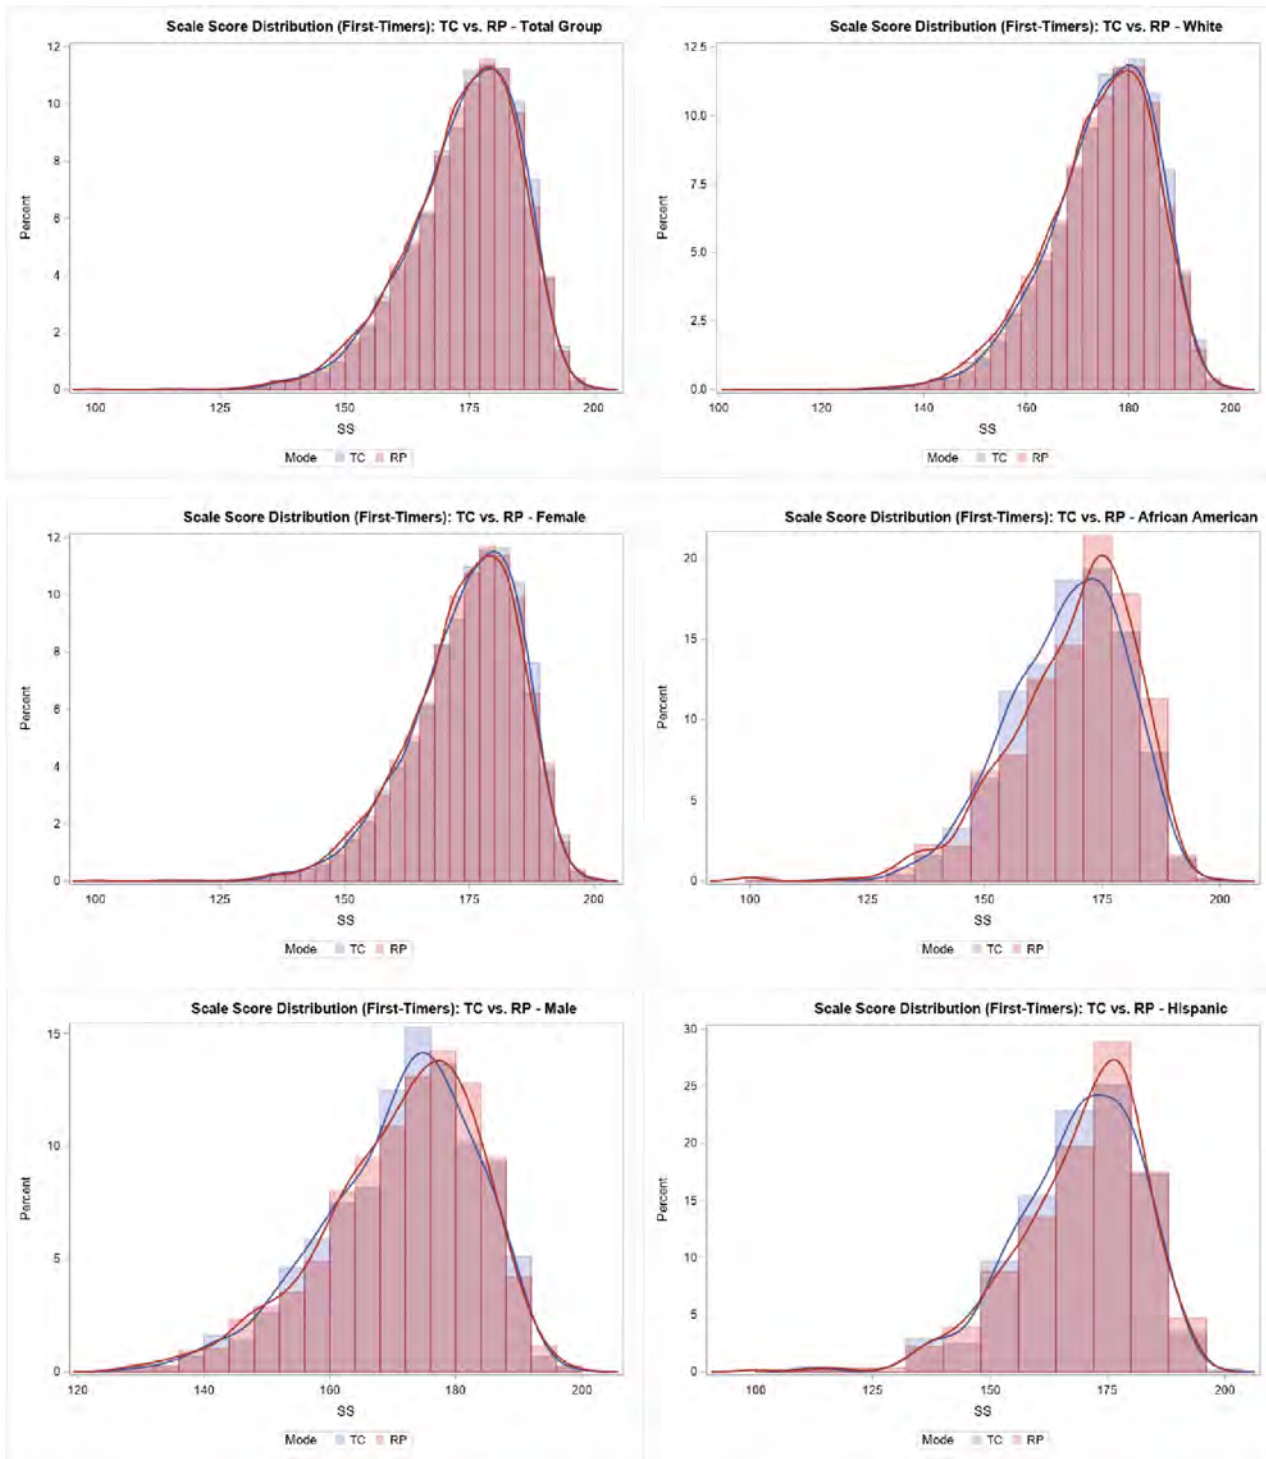 Scale Score Distribution (First-Timers): TC vs. RP - Total Group
12
10
8
6
4
2
0
Percent
100 125 150 175 200
SS
Mode TC RP
Scale Score Distribution (First-Timers): TC vs. RP - White
12.5
10.0
7.5
5.0
2.5
0.0
Percent
100 120 140 160 180 200
SS
Mode TC RP
Scale Score Distribution (First-Timers): TC vs. RP - Female
12
10
8
6
4
2
0
Percent
100 125 150 175 200
SS
Mode TC RP
Scale Score Distribution (First-Timers): TC vs. RP - African American
20
15
10
5
0
Percent
100 125 150 175 200
SS
Mode TC RP
Scale Score Distribution (First-Timers): TC vs. RP - Male
15
10
5
0
Percent
120 140 160 180 200
SS
Mode TC RP
Scale Score Distribution (First-Timers): TC vs. RP - Hispanic
30
25
20
15
10
5
0
Percent
100 125 150 175 200
SS
Mode TC RP